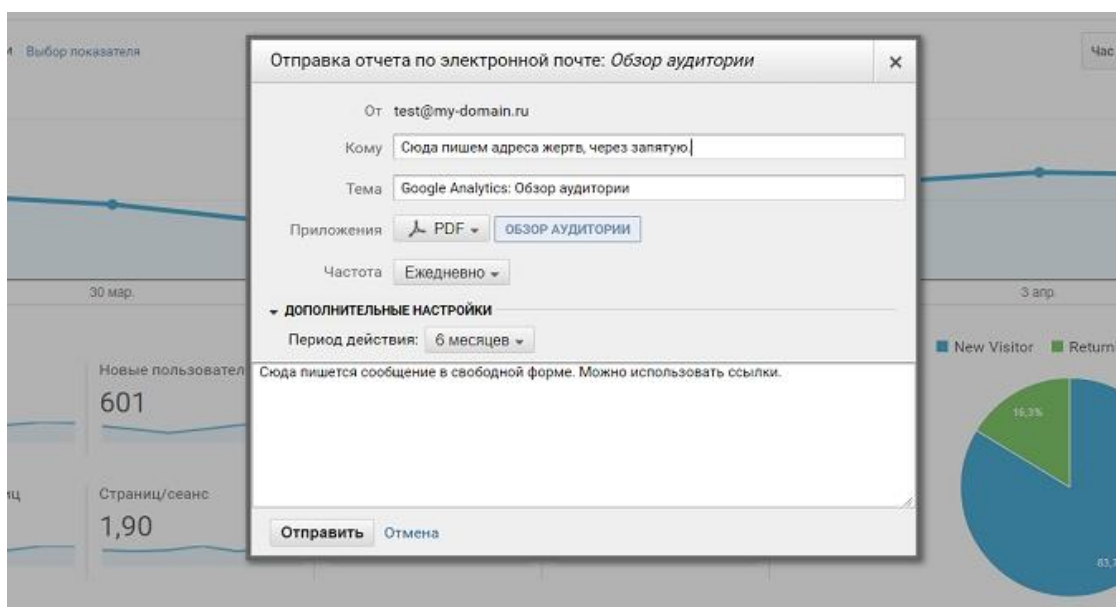 и Выбор показателя
Час
Отправка отчета по электронной почте: Обзор аудитории
От test@my-domain.ru
Кому Сюда пишем адреса жертв, через запятую.
Тема Google Analytics: Обзор аудитории
Приложения PDF ОБЗОР АУДИТОРИИ
Частота Ежедневно
ДОПОЛНИТЕЛЬНЫЕ НАСТРОЙКИ
Период действия: 6 месяцев
Сюда пишется сообщение в свободной форме. Можно использовать ссылки.
Отправить Отмена
30 мар.
3 апр.
Новые пользовател
601
иц
Страниц/сеанс
1,90
New Visitor Return
16,3%